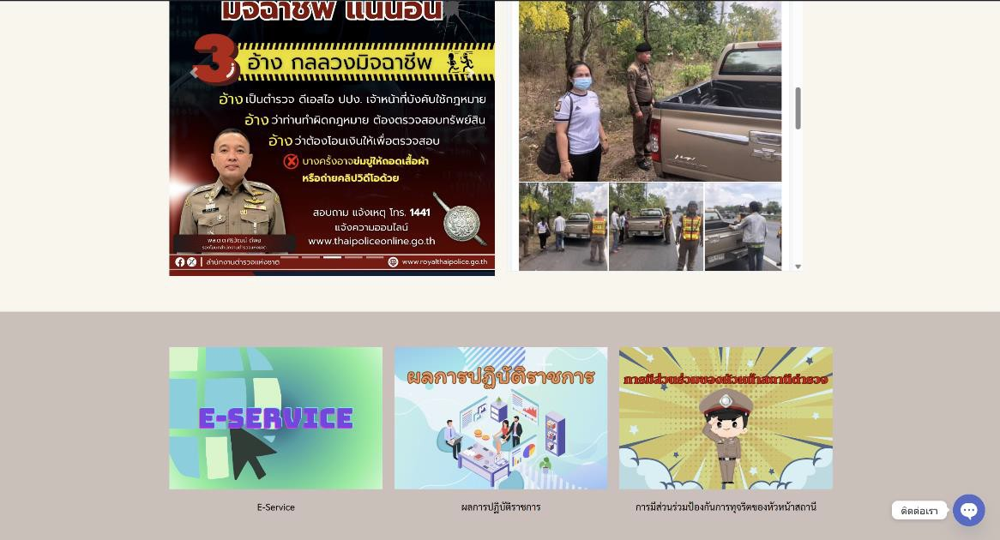 มิจฉาชีพ แน่นอน
3 อ้าง กลลวงมิจฉาชีพ
อ้าง เป็นตำรวจ ดีเอสไอ ปปง. เจ้าหน้าที่บังคับใช้กฎหมาย
อ้าง ว่าท่านทำผิดกฎหมาย ต้องตรวจสอบทรัพย์สิน
อ้าง ว่าต้องโอนเงินให้เพื่อตรวจสอบ
บางครั้งอาจข่มขู่ให้ถอดเสื้อผ้า
หรือถ่ายคลิปวิดีโอด้วย
สอบถาม แจ้งเหตุ โทร. 1441
แจ้งความออนไลน์
www.thaipoliceonline.go.th
สำนักงานตำรวจแห่งชาติ
www.royalthaipolice.go.th
E-SERVICE
ผลการปฏิบัติราชการ
การมีส่วนร่วมของหัวหน้าสถานีตำรวจ
E-Service
ผลการปฏิบัติราชการ
การมีส่วนร่วมป้องกันการทุจริตของหัวหน้าสถานี
ติดต่อเรา